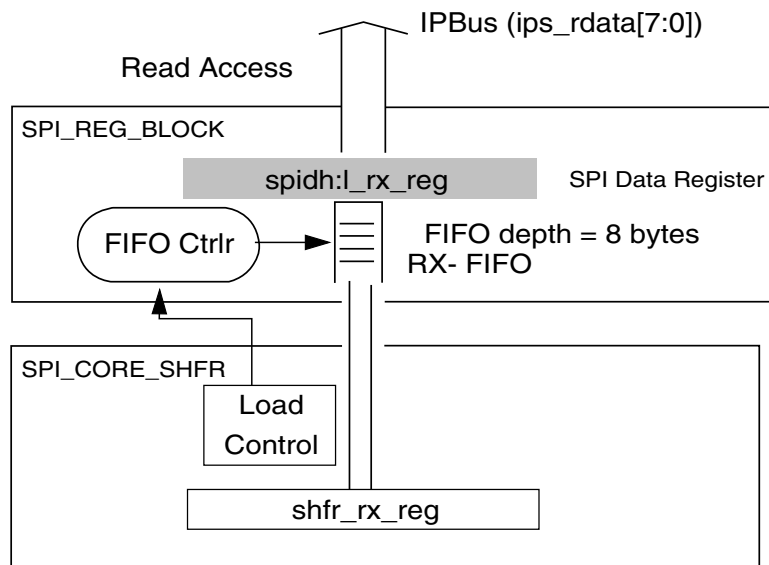 IPBus (ips_rdata[7:0])
Read Access
SPI_REG_BLOCK
spidh:l_rx_reg
SPI Data Register
FIFO Ctrlr
FIFO depth = 8 bytes
RX- FIFO
SPI_CORE_SHFR
Load
Control
shfr_rx_reg